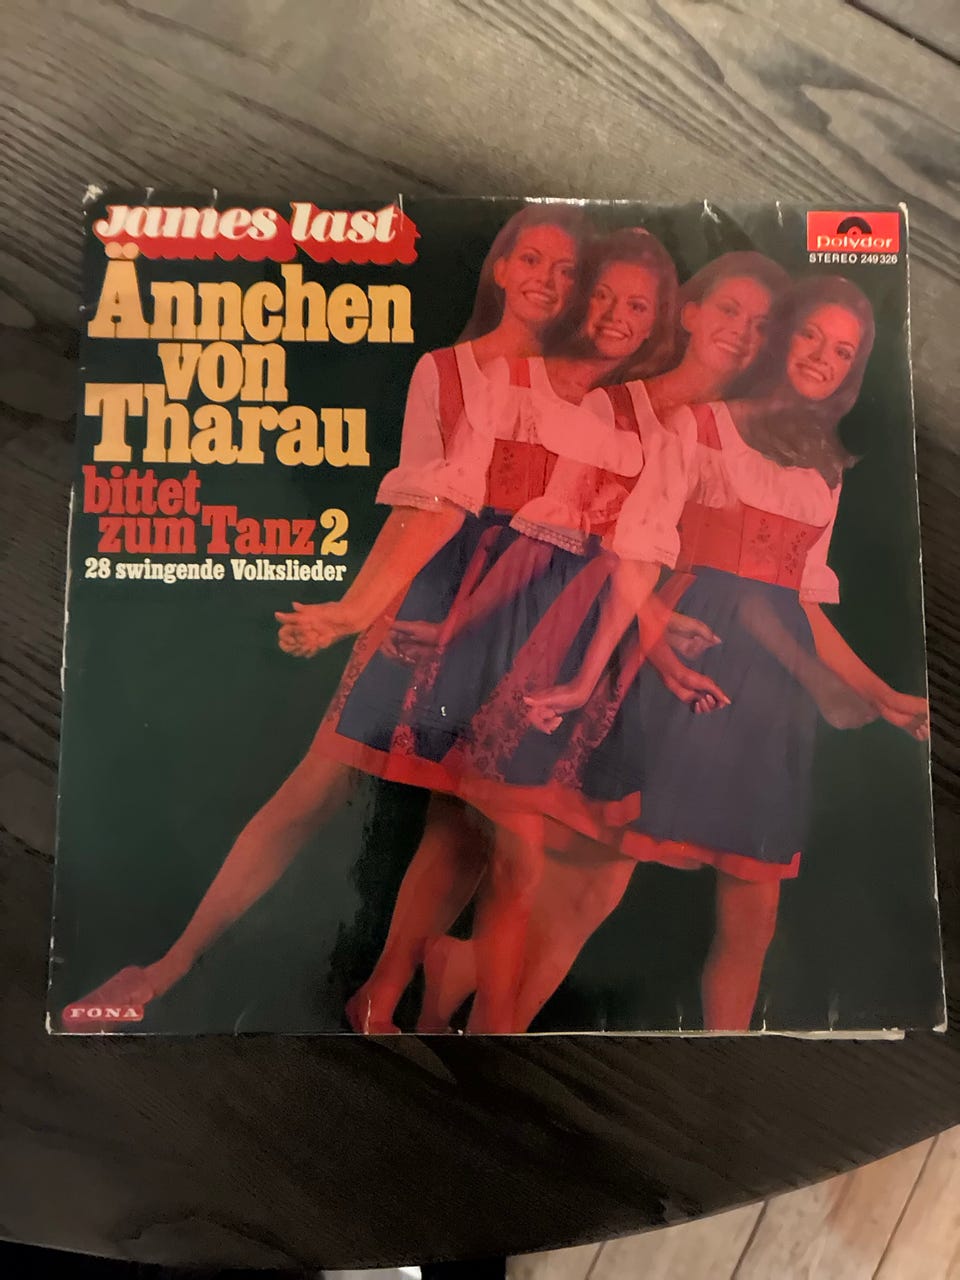 James last
Ännchen
von
Tharau
bittet
zum Tanz 2
28 swingende Volkslieder
Polydor
STEREO 249 326
FONA